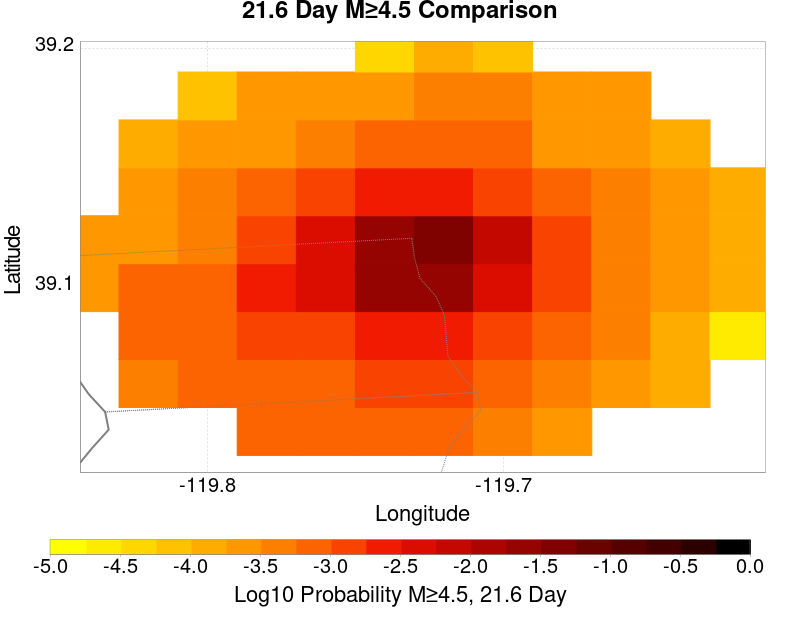 21.6 Day M≥4.5 Comparison
39.2
39.1
Latitude
-119.8 -119.7
Longitude
-5.0 -4.5 -4.0 -3.5 -3.0 -2.5 -2.0 -1.5 -1.0 -0.5 0.0
Log10 Probability M≥4.5, 21.6 Day